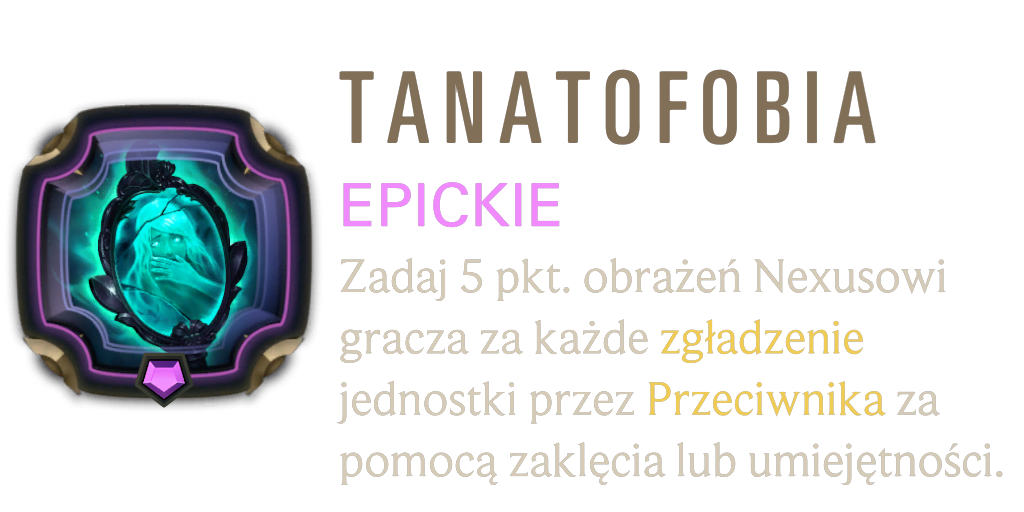 TANATOFOBIA
EPICKIE
Zadaj 5 pkt. obrażeń Nexusowi
gracza za każde zgładzenie
jednostki przez Przeciwnika za
pomocą zaklęcia lub umiejętności.